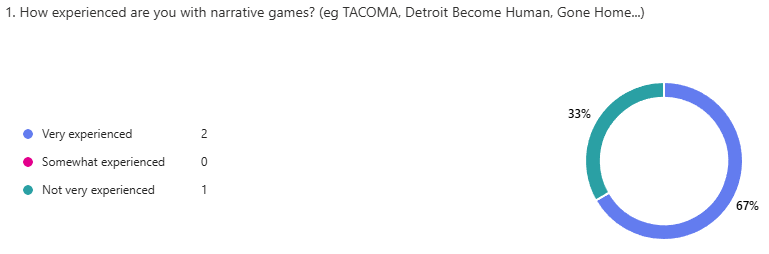 1. How experienced are you with narrative games? (eg TACOMA, Detroit Become Human, Gone Home...)
33%
Very experienced 2
Somewhat experienced 0
Not very experienced 1
67%